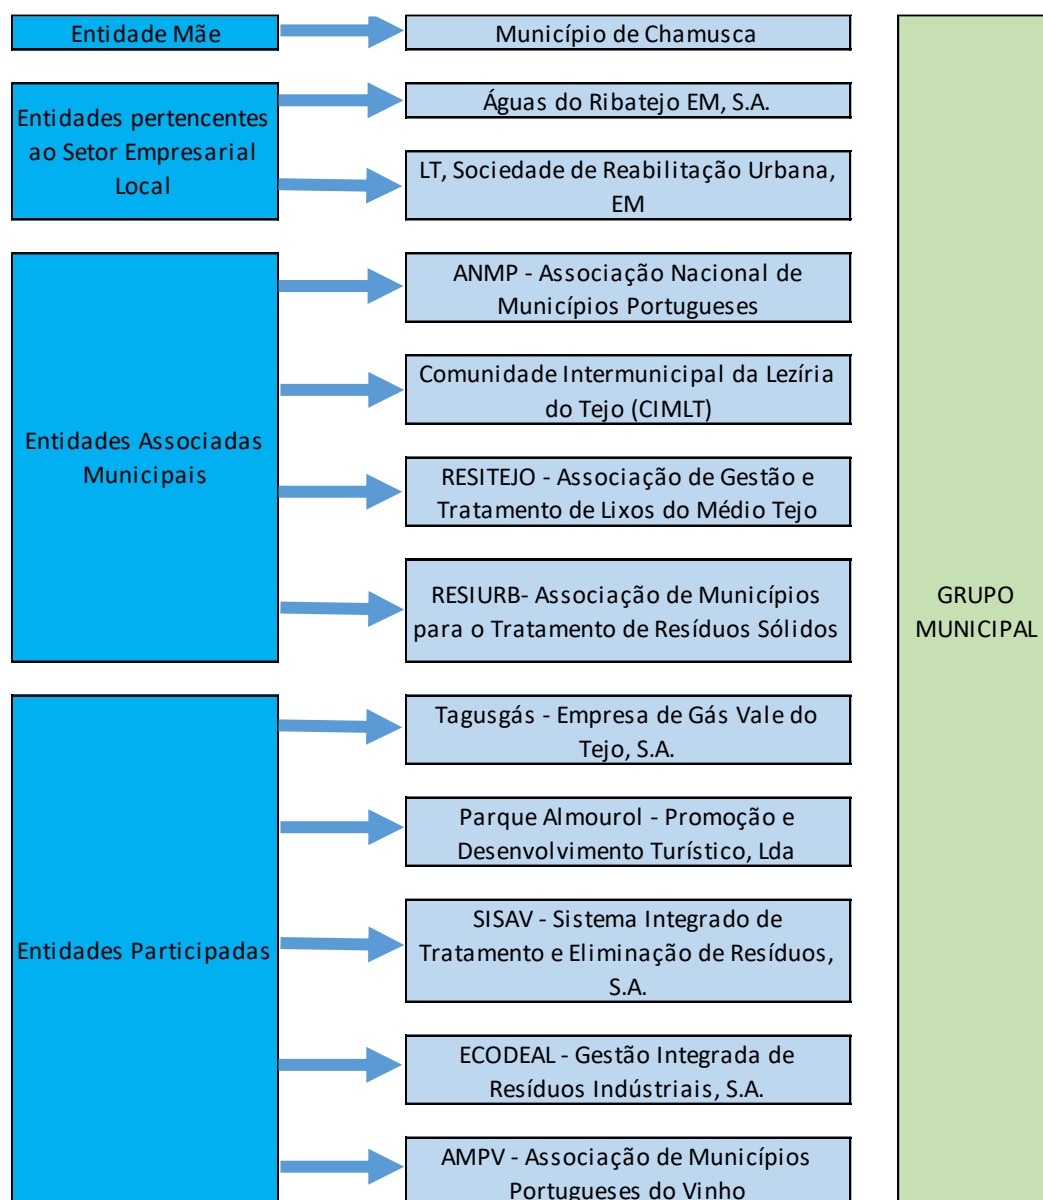 Entidade Mãe
Município de Chamusca
Entidades pertencentes
ao Setor Empresarial
Local
Águas do Ribatejo EM, S.A.
LT, Sociedade de Reabilitação Urbana,
EM
Entidades Associadas
Municipais
ANMP - Associação Nacional de
Municípios Portugueses
Comunidade Intermunicipal da Lezíria
do Tejo (CIMLT)
RESITEJO - Associação de Gestão e
Tratamento de Lixos do Médio Tejo
RESIURB- Associação de Municípios
para o Tratamento de Resíduos Sólidos
Entidades Participadas
Tagusgás - Empresa de Gás Vale do
Tejo, S.A.
Parque Almourol - Promoção e
Desenvolvimento Turístico, Lda
SISAV - Sistema Integrado de
Tratamento e Eliminação de Resíduos,
S.A.
ECODEAL - Gestão Integrada de
Resíduos Indústriais, S.A.
AMPV - Associação de Municípios
Portugueses do Vinho
GRUPO
MUNICIPAL